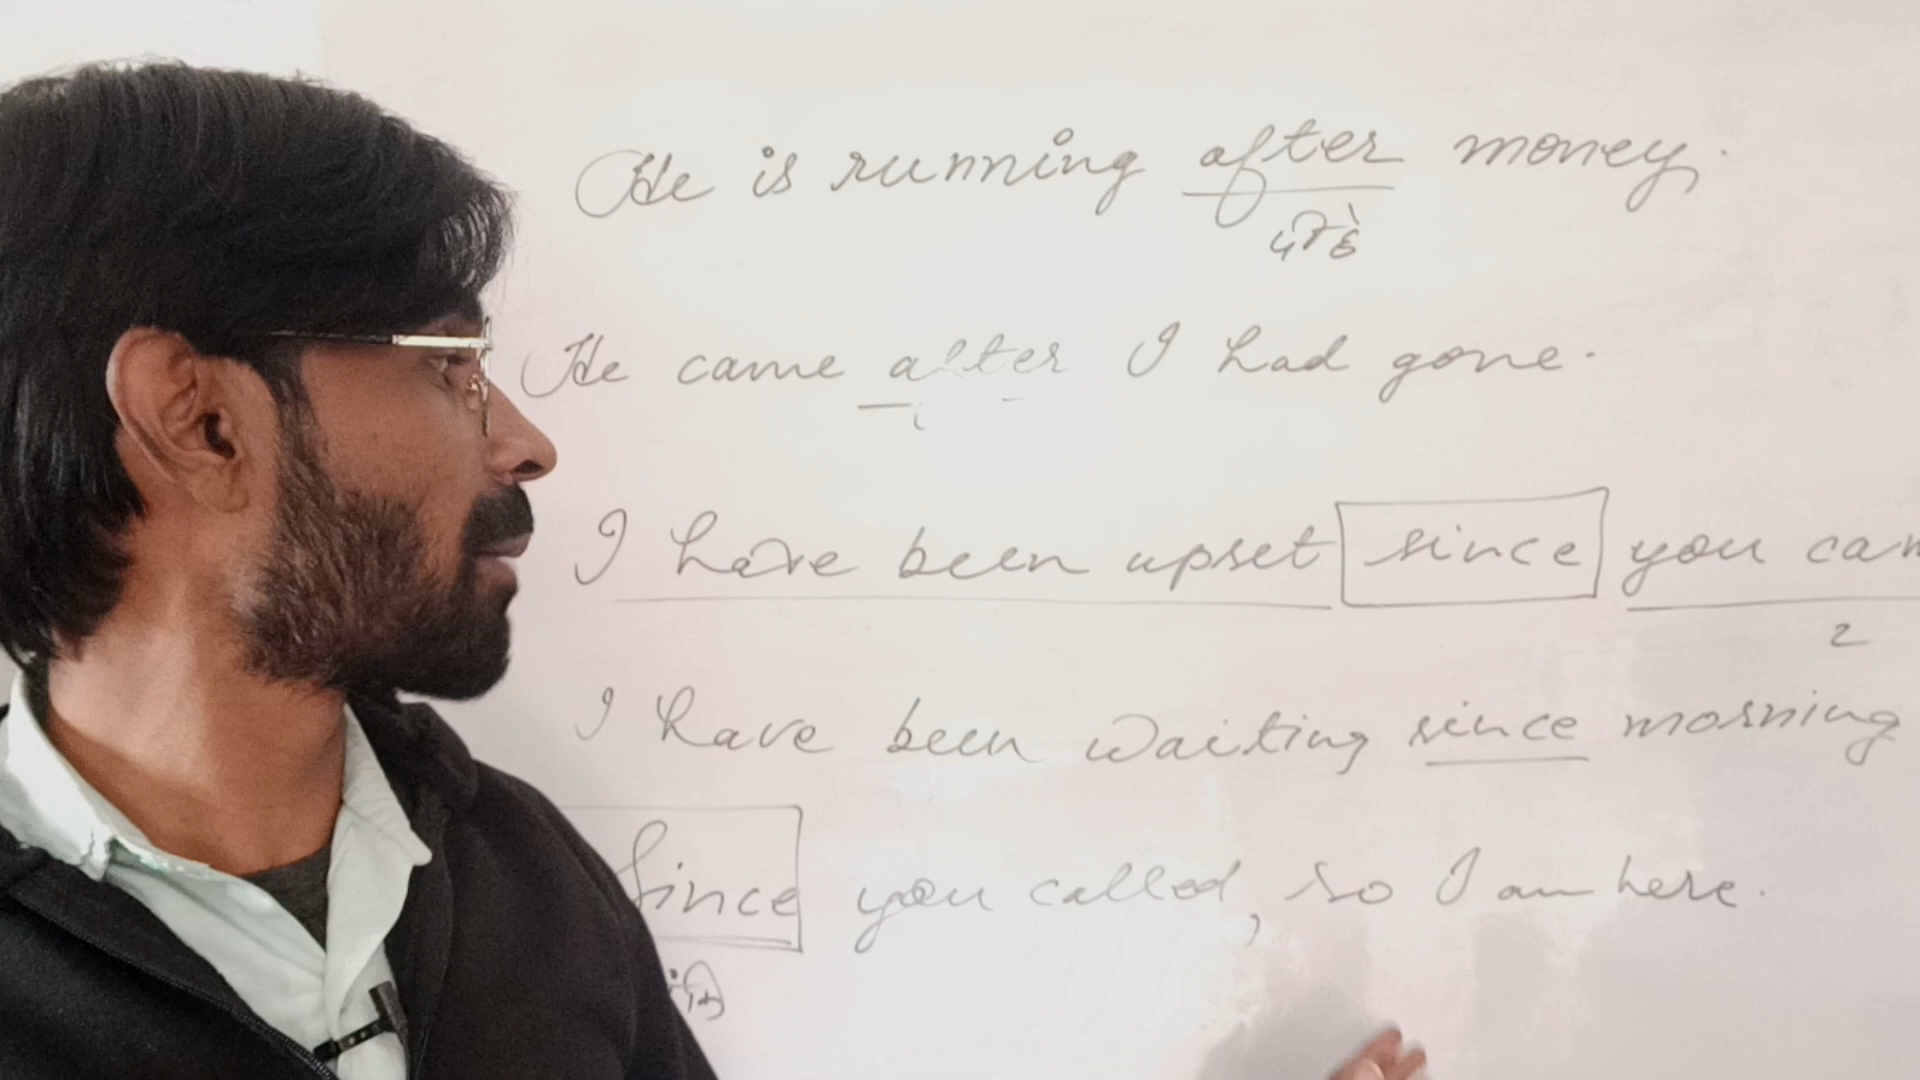 He is running after money.
पीछे
He came after I had gone.
I have been upset since you cam
2
I have been waiting since morning
Since you called, so I am here.